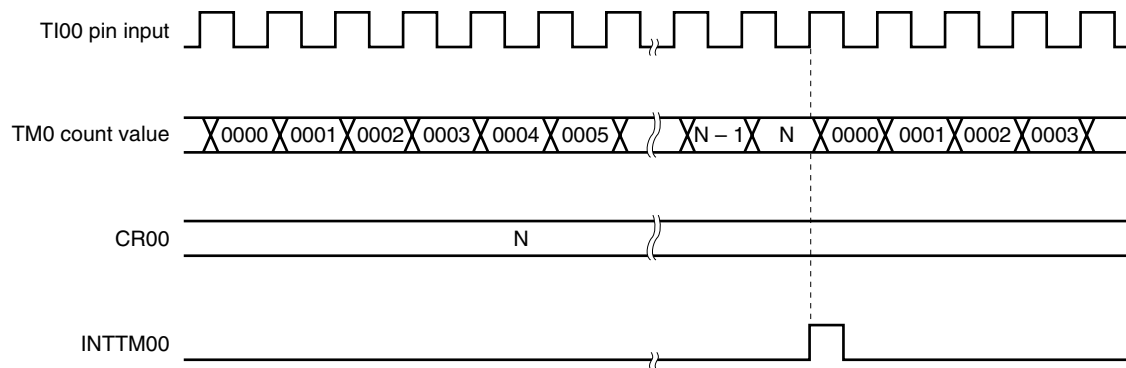 TI00 pin input
TM0 count value 0000 0001 0002 0003 0004 0005 N – 1 N 0000 0001 0002 0003
CR00 N
INTTM00